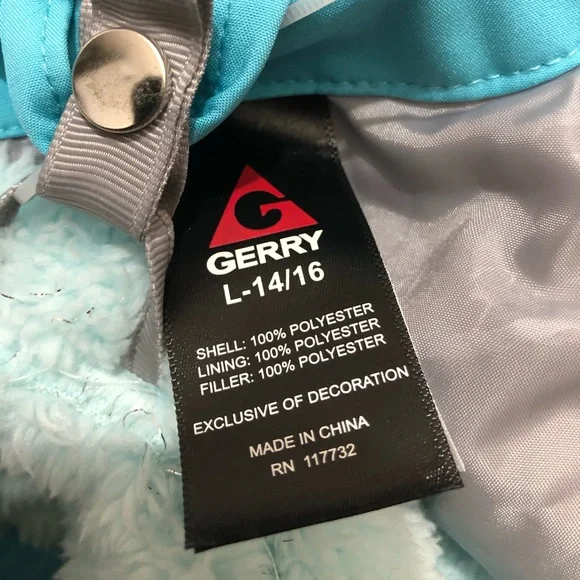 GERRY
L-14/16
SHELL: 100% POLYESTER
LINING: 100% POLYESTER
FILLER: 100% POLYESTER
EXCLUSIVE OF DECORATION
MADE IN CHINA
RN 117732